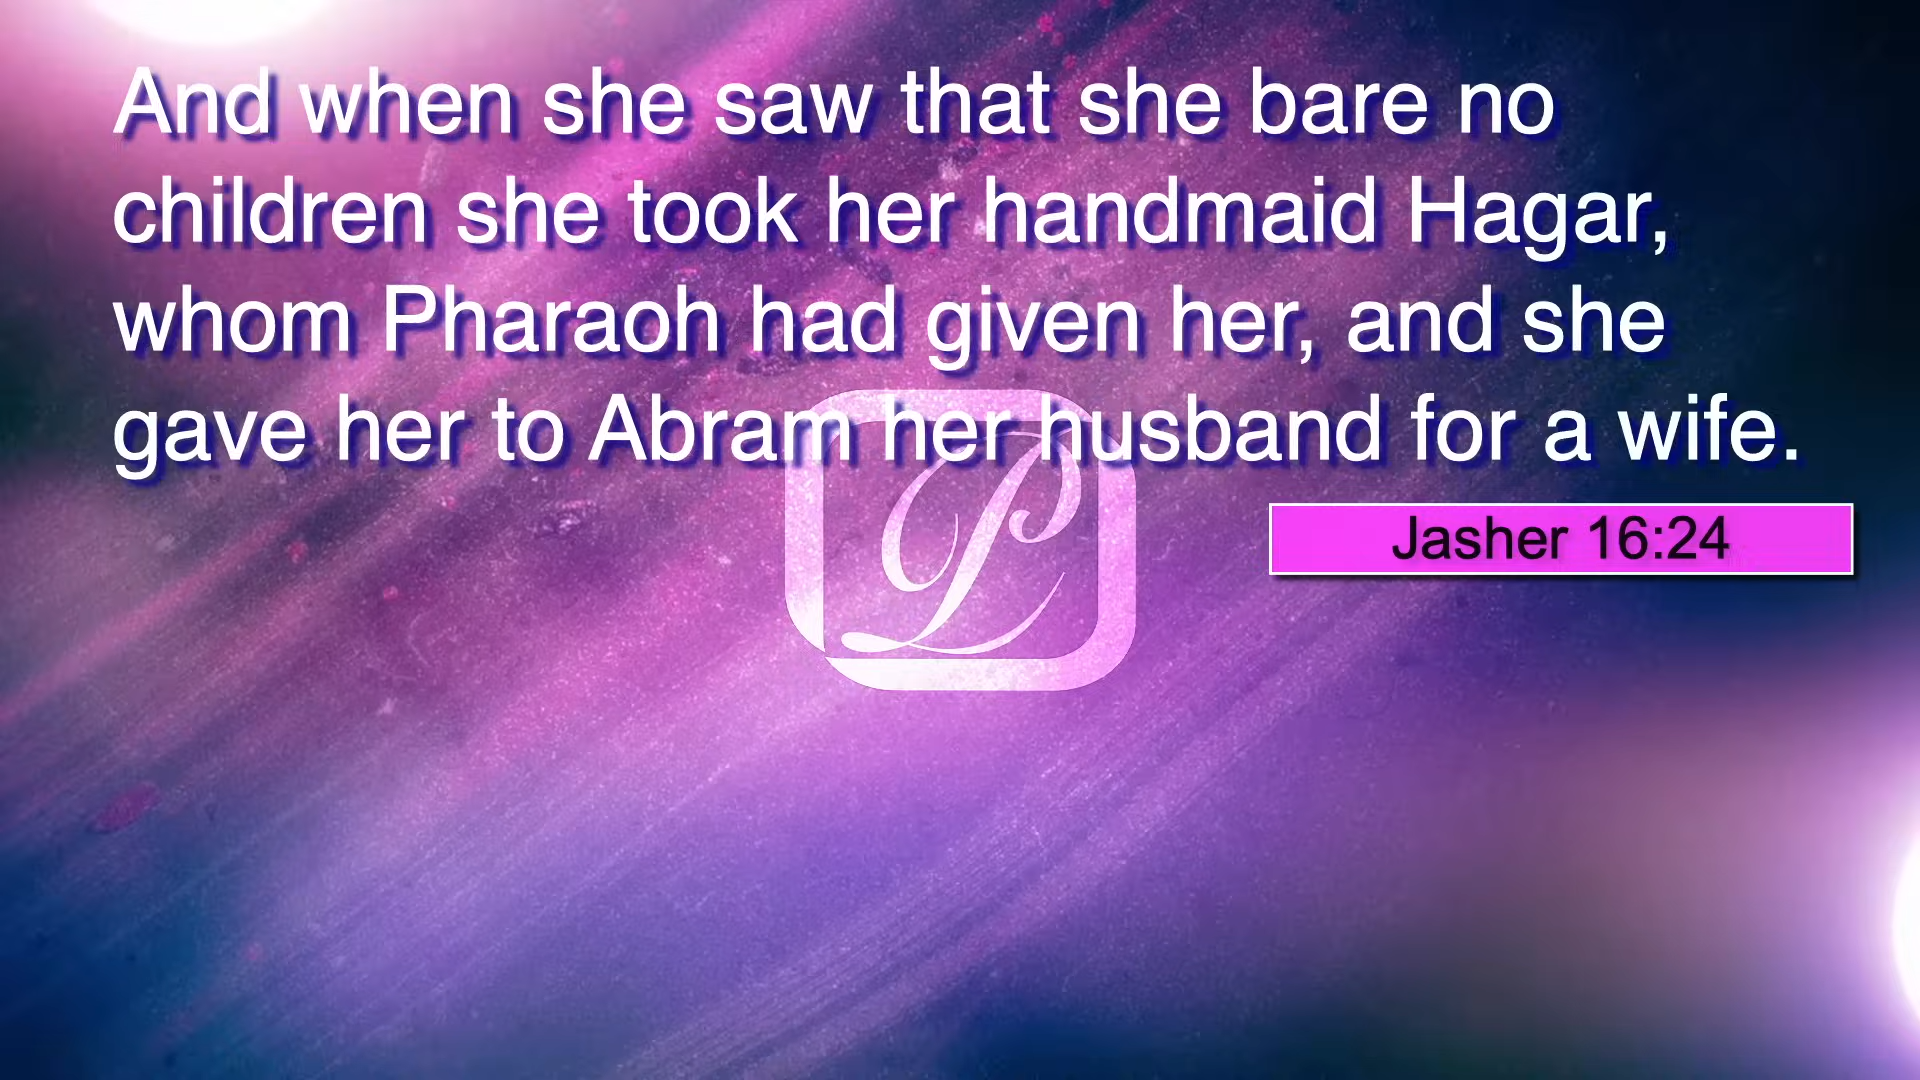 And when she saw that she bare no
children she took her handmaid Hagar,
whom Pharaoh had given her, and she
gave her to Abram her husband for a wife.
Jasher 16:24